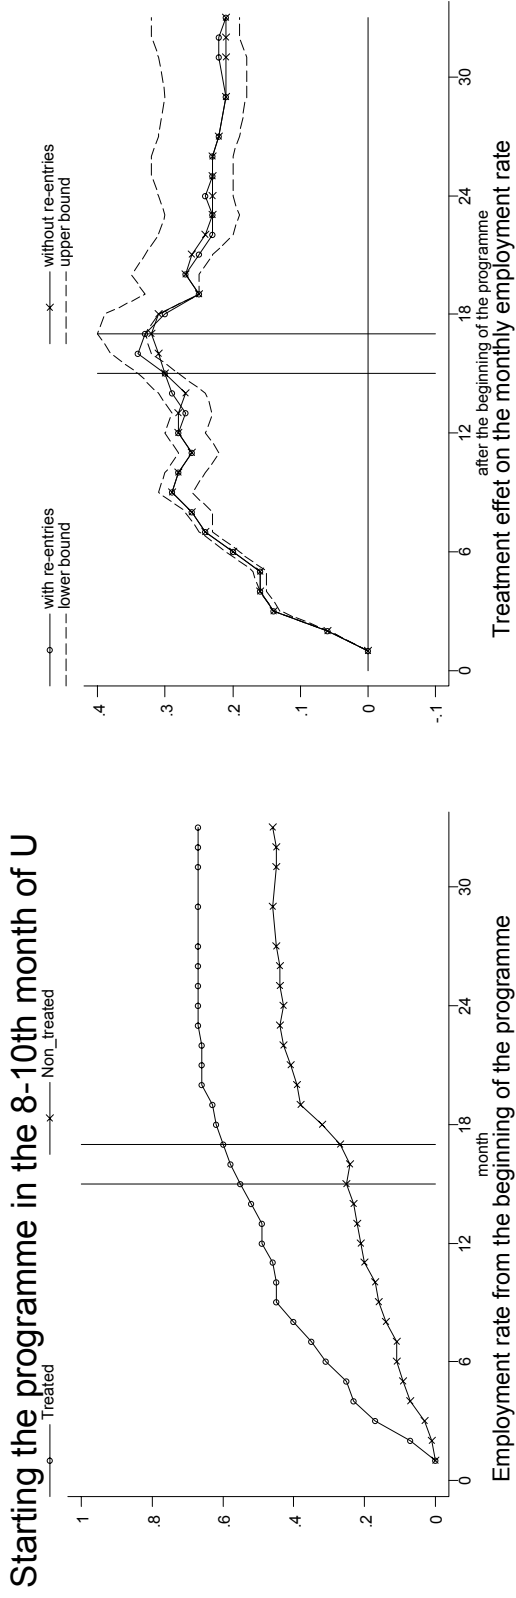 Starting the programme in the 8-10th month of U
Treated
Non_treated
1
.8
.6
.4
.2
0
0
6
12
18
24
30
month
Employment rate from the beginning of the programme
with re-entries
without re-entries
lower bound
upper bound
.4
.3
.2
.1
0
-.1
0
6
12
18
24
30
after the beginning of the programme
Treatment effet on the monthly employment rate